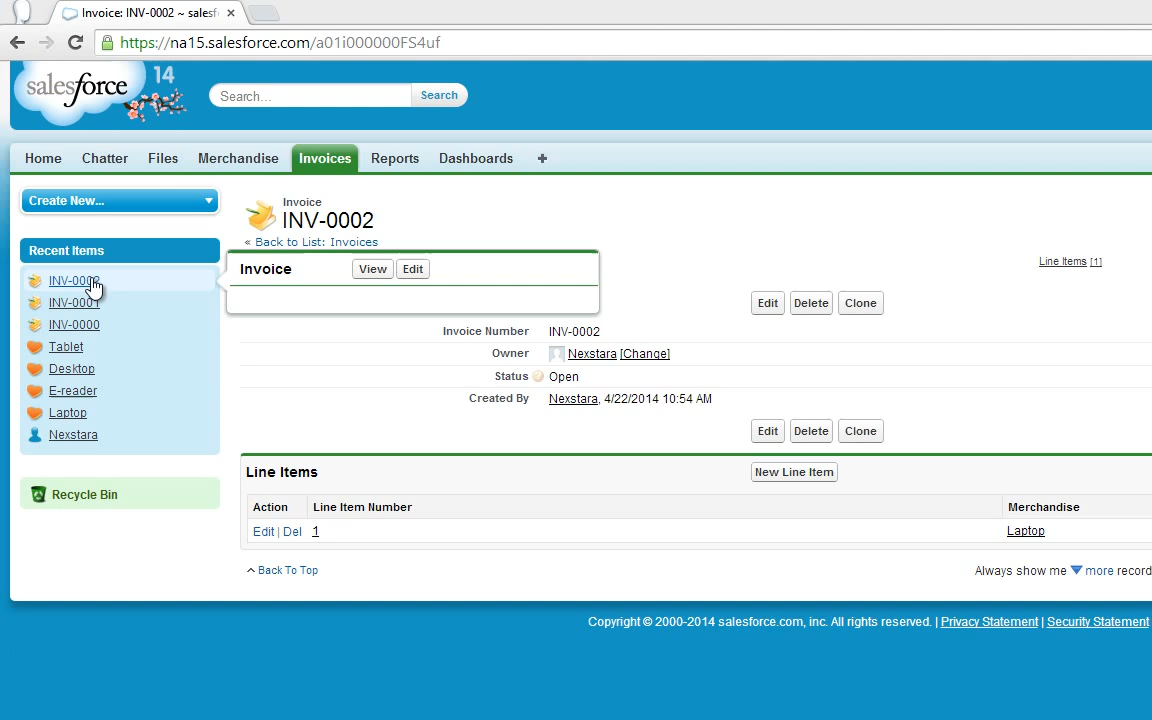 Invoice: INV-0002 ~ salesf
https://na15.salesforce.com/a01i000000FS4uf
salesforce 14
Search... Search
Home Chatter Files Merchandise Invoices Reports Dashboards +
Create New...
Invoice
INV-0002
« Back to List: Invoices
Recent Items
Line Items [1]
Invoice View Edit
INV-0002
INV-0001
INV-0000
Tablet
Desktop
E-reader
Laptop
Nexstara
Recycle Bin
Edit Delete Clone
Invoice Number INV-0002
Owner Nexstara [Change]
Status Open
Created By Nexstara, 4/22/2014 10:54 AM
Edit Delete Clone
Line Items New Line Item
Action Line Item Number Merchandise
Edit | Del 1 Laptop
Back To Top Always show me more record
Copyright © 2000-2014 salesforce.com, inc. All rights reserved. | Privacy Statement | Security Statement